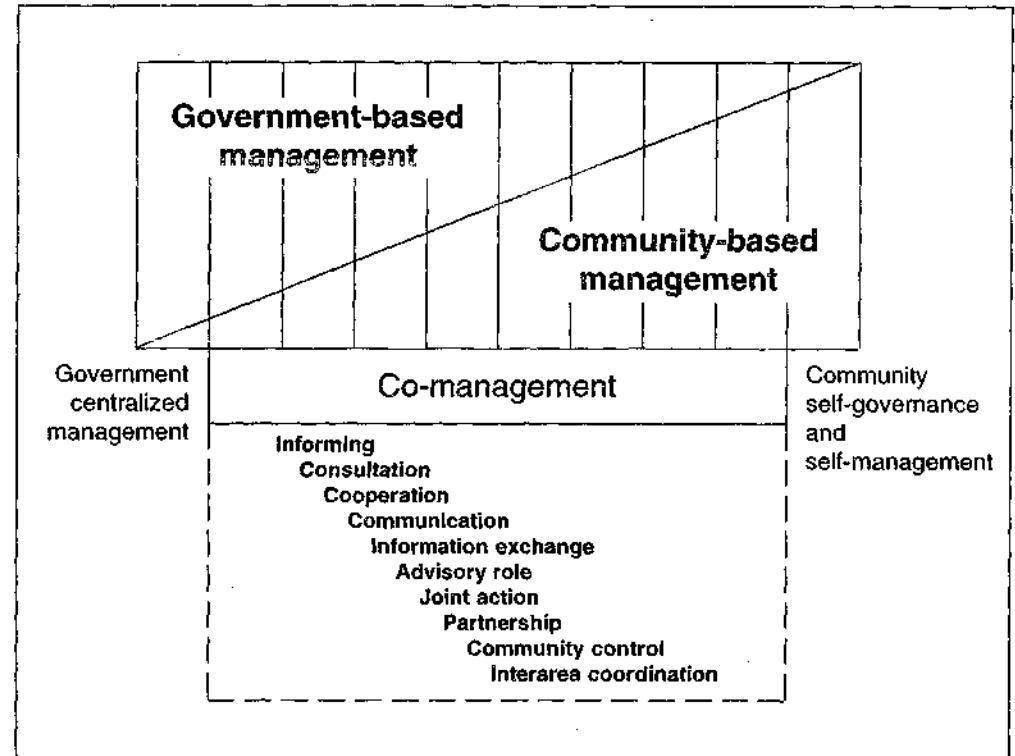 Government-based
management
Community-based
management
Government
centralized
management
Co-management
Community
self-governance
and
self-management
Informing
Consultation
Cooperation
Communication
Information exchange
Advisory role
Joint action
Partnership
Community control
Interarea coordination